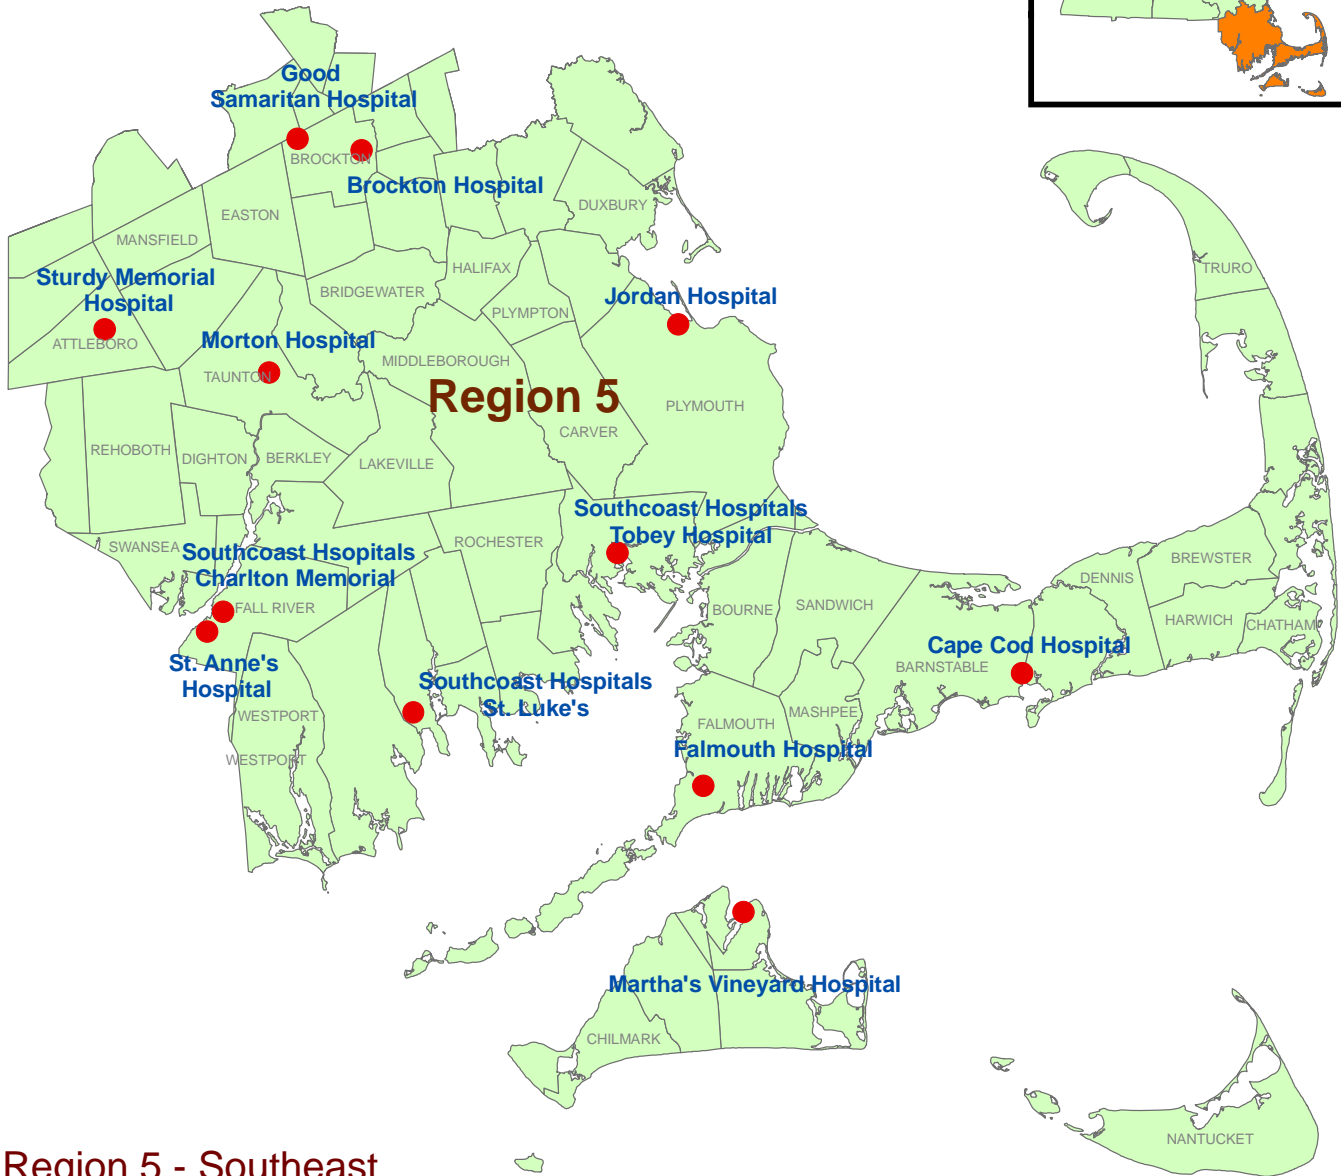 Good
Samaritan Hospital
BROCKTON
Brockton Hospital
DUXBURY
EASTON
MANSFIELD
HALIFAX
TRURO
Sturdy Memorial
Hospital
BRIDGEWATER
Jordan Hospital
PLYMPTON
ATTLEBORO
Morton Hospital
MIDDLEBOROUGH
TAUNTON
Region 5
PLYMOUTH
CARVER
REHOBOTH
DIGHTON
BERKLEY
LAKEVILLE
Southcoast Hospitals
Tobey Hospital
ROCHESTER
SWANSEA
Southcoast Hsopitals
Charlton Memorial
BREWSTER
DENNIS
FALL RIVER
BOURNE
SANDWICH
HARWICH
CHATHAM
Cape Cod Hospital
BARNSTABLE
St. Anne's
Hospital
Southcoast Hospitals
St. Luke's
WESTPORT
MASHPEE
FALMOUTH
Falmouth Hospital
WESTPORT
Martha's Vineyard Hospital
CHILMARK
NANTUCKET
Region 5 - Southeast